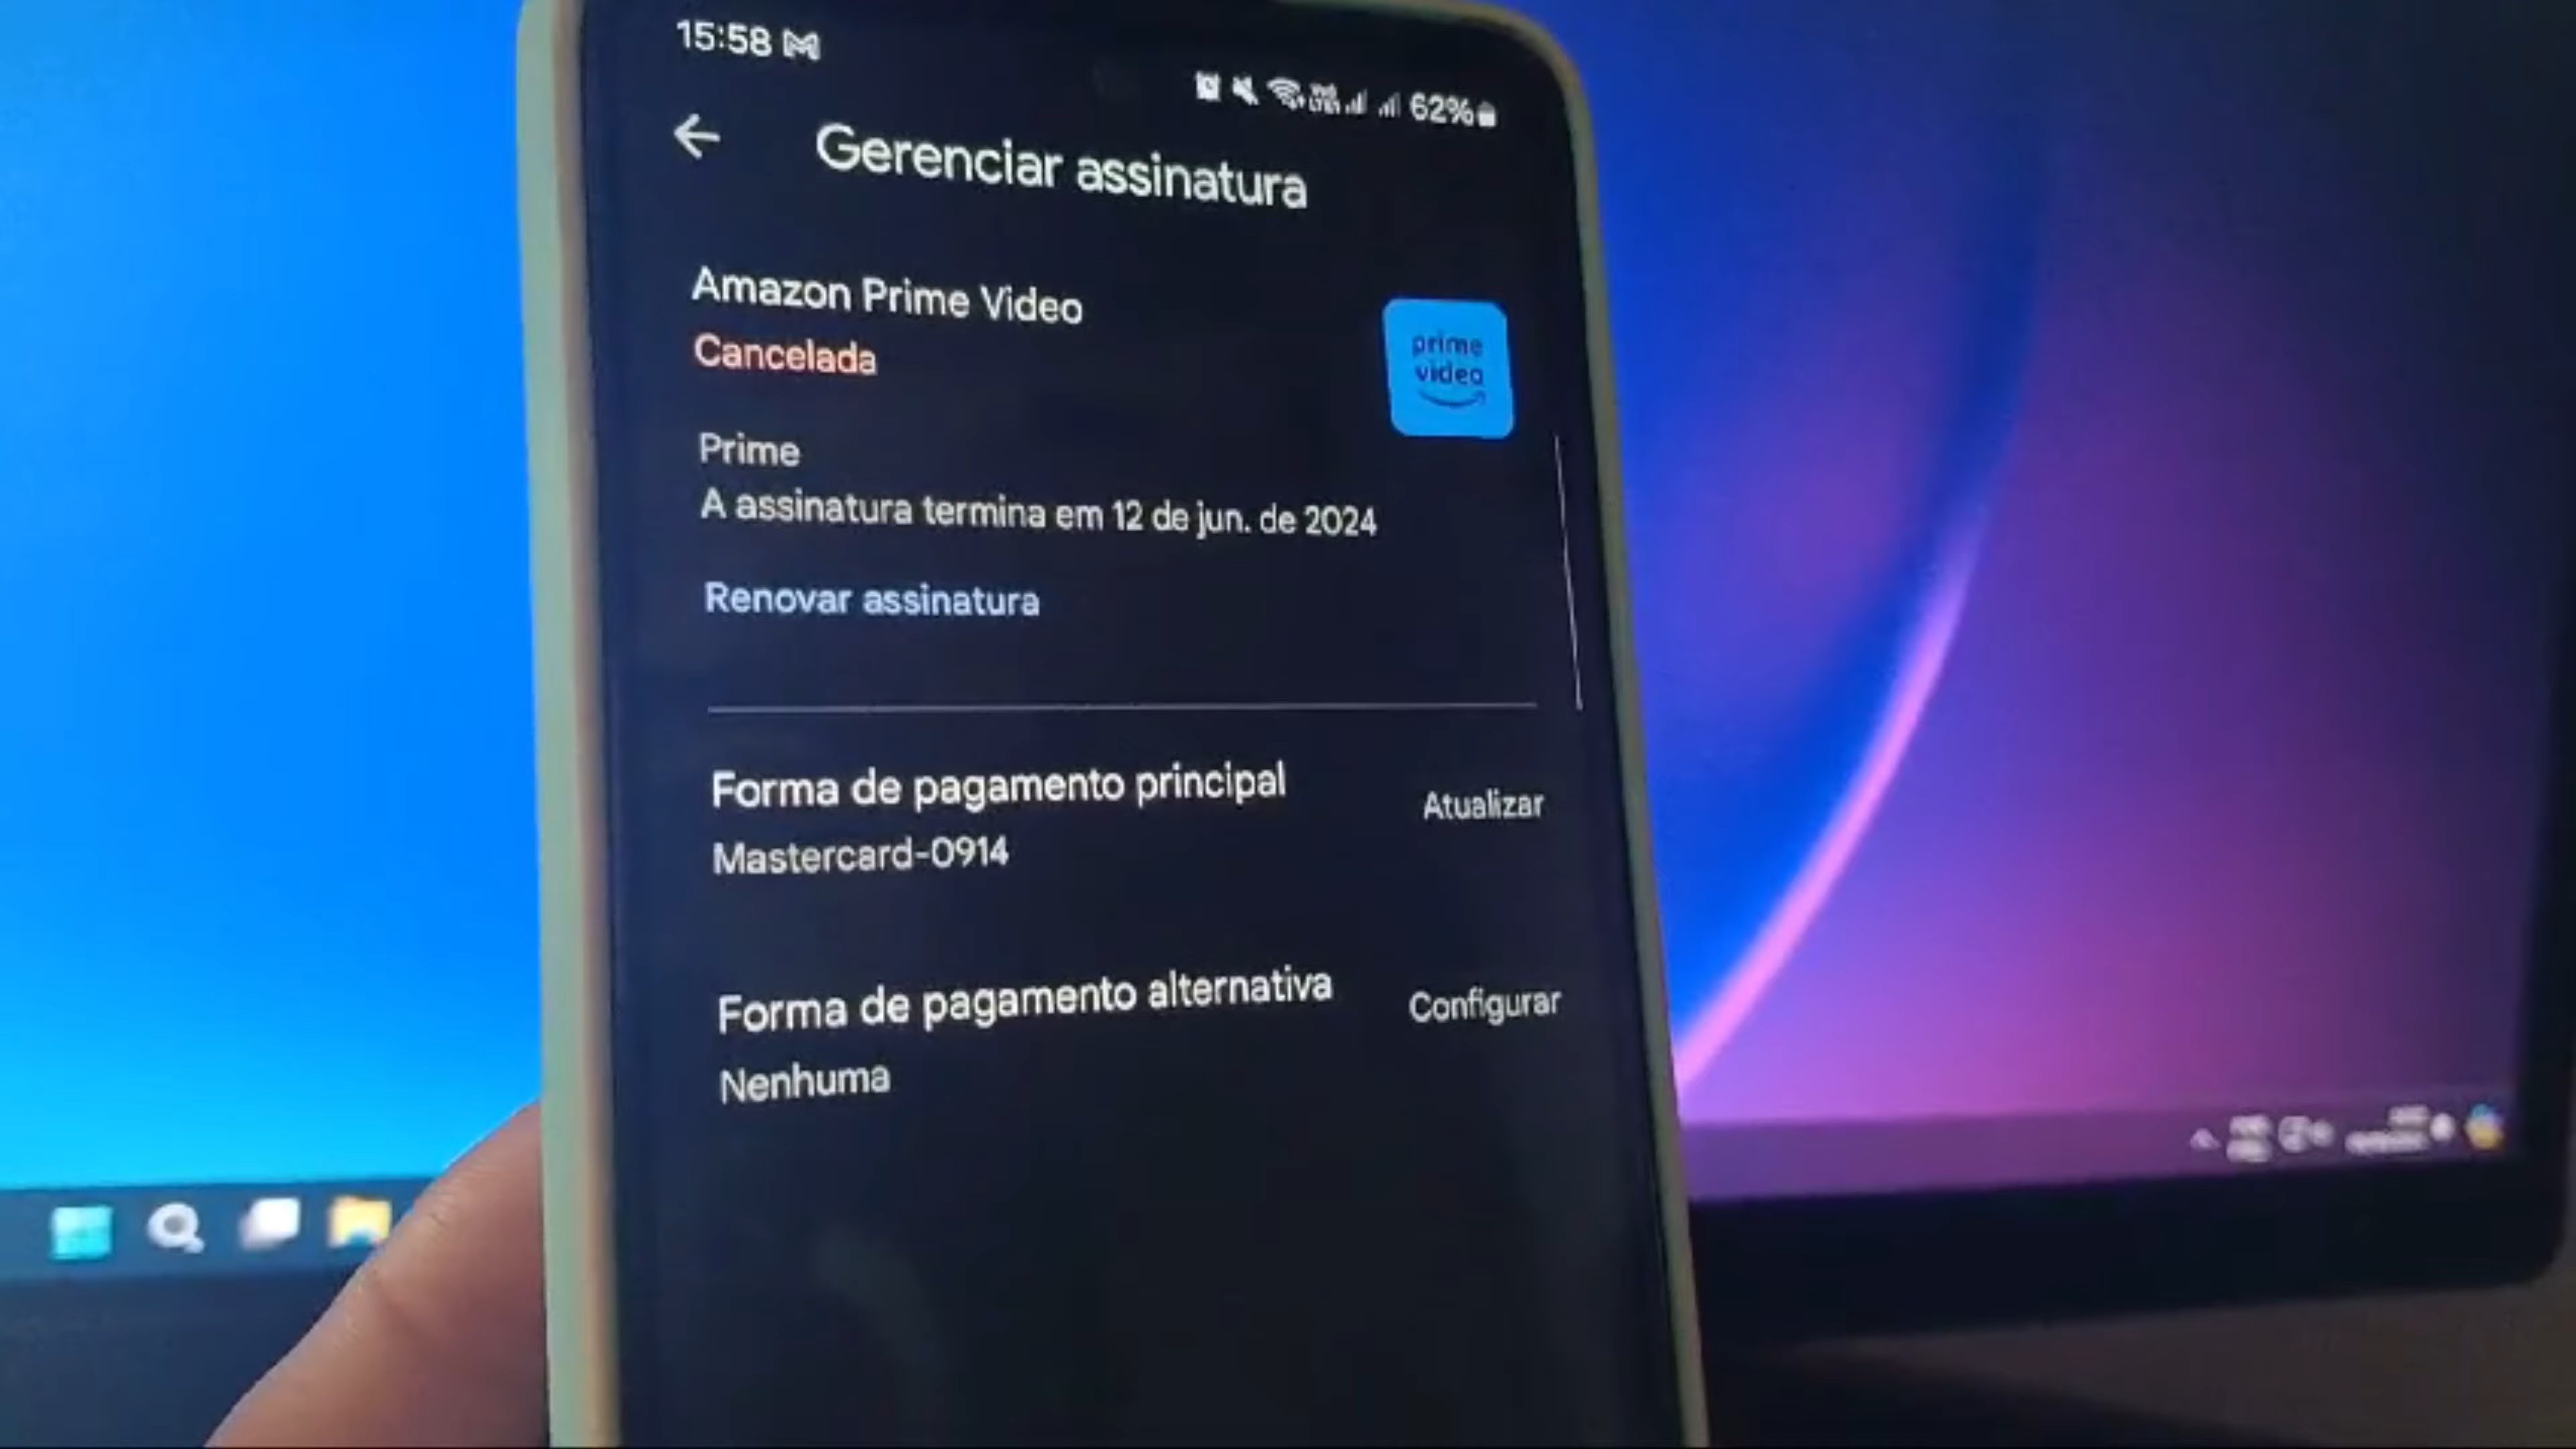 15:58
62%
Gerenciar assinatura
Amazon Prime Video
Cancelada
prime
video
Prime
A assinatura termina em 12 de jun. de 2024
Renovar assinatura
Forma de pagamento principal
Atualizar
Mastercard-0914
Forma de pagamento alternativa
Configurar
Nenhuma